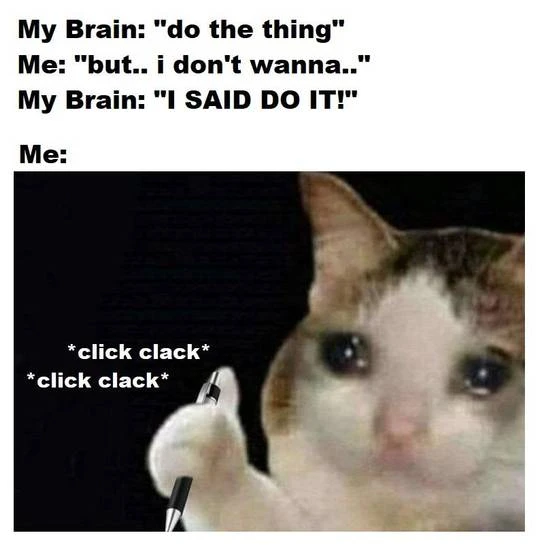 My Brain: "do the thing"
Me: "but.. i don't wanna.."
My Brain: "I SAID DO IT!"
Me:
*click clack*
*click clack*